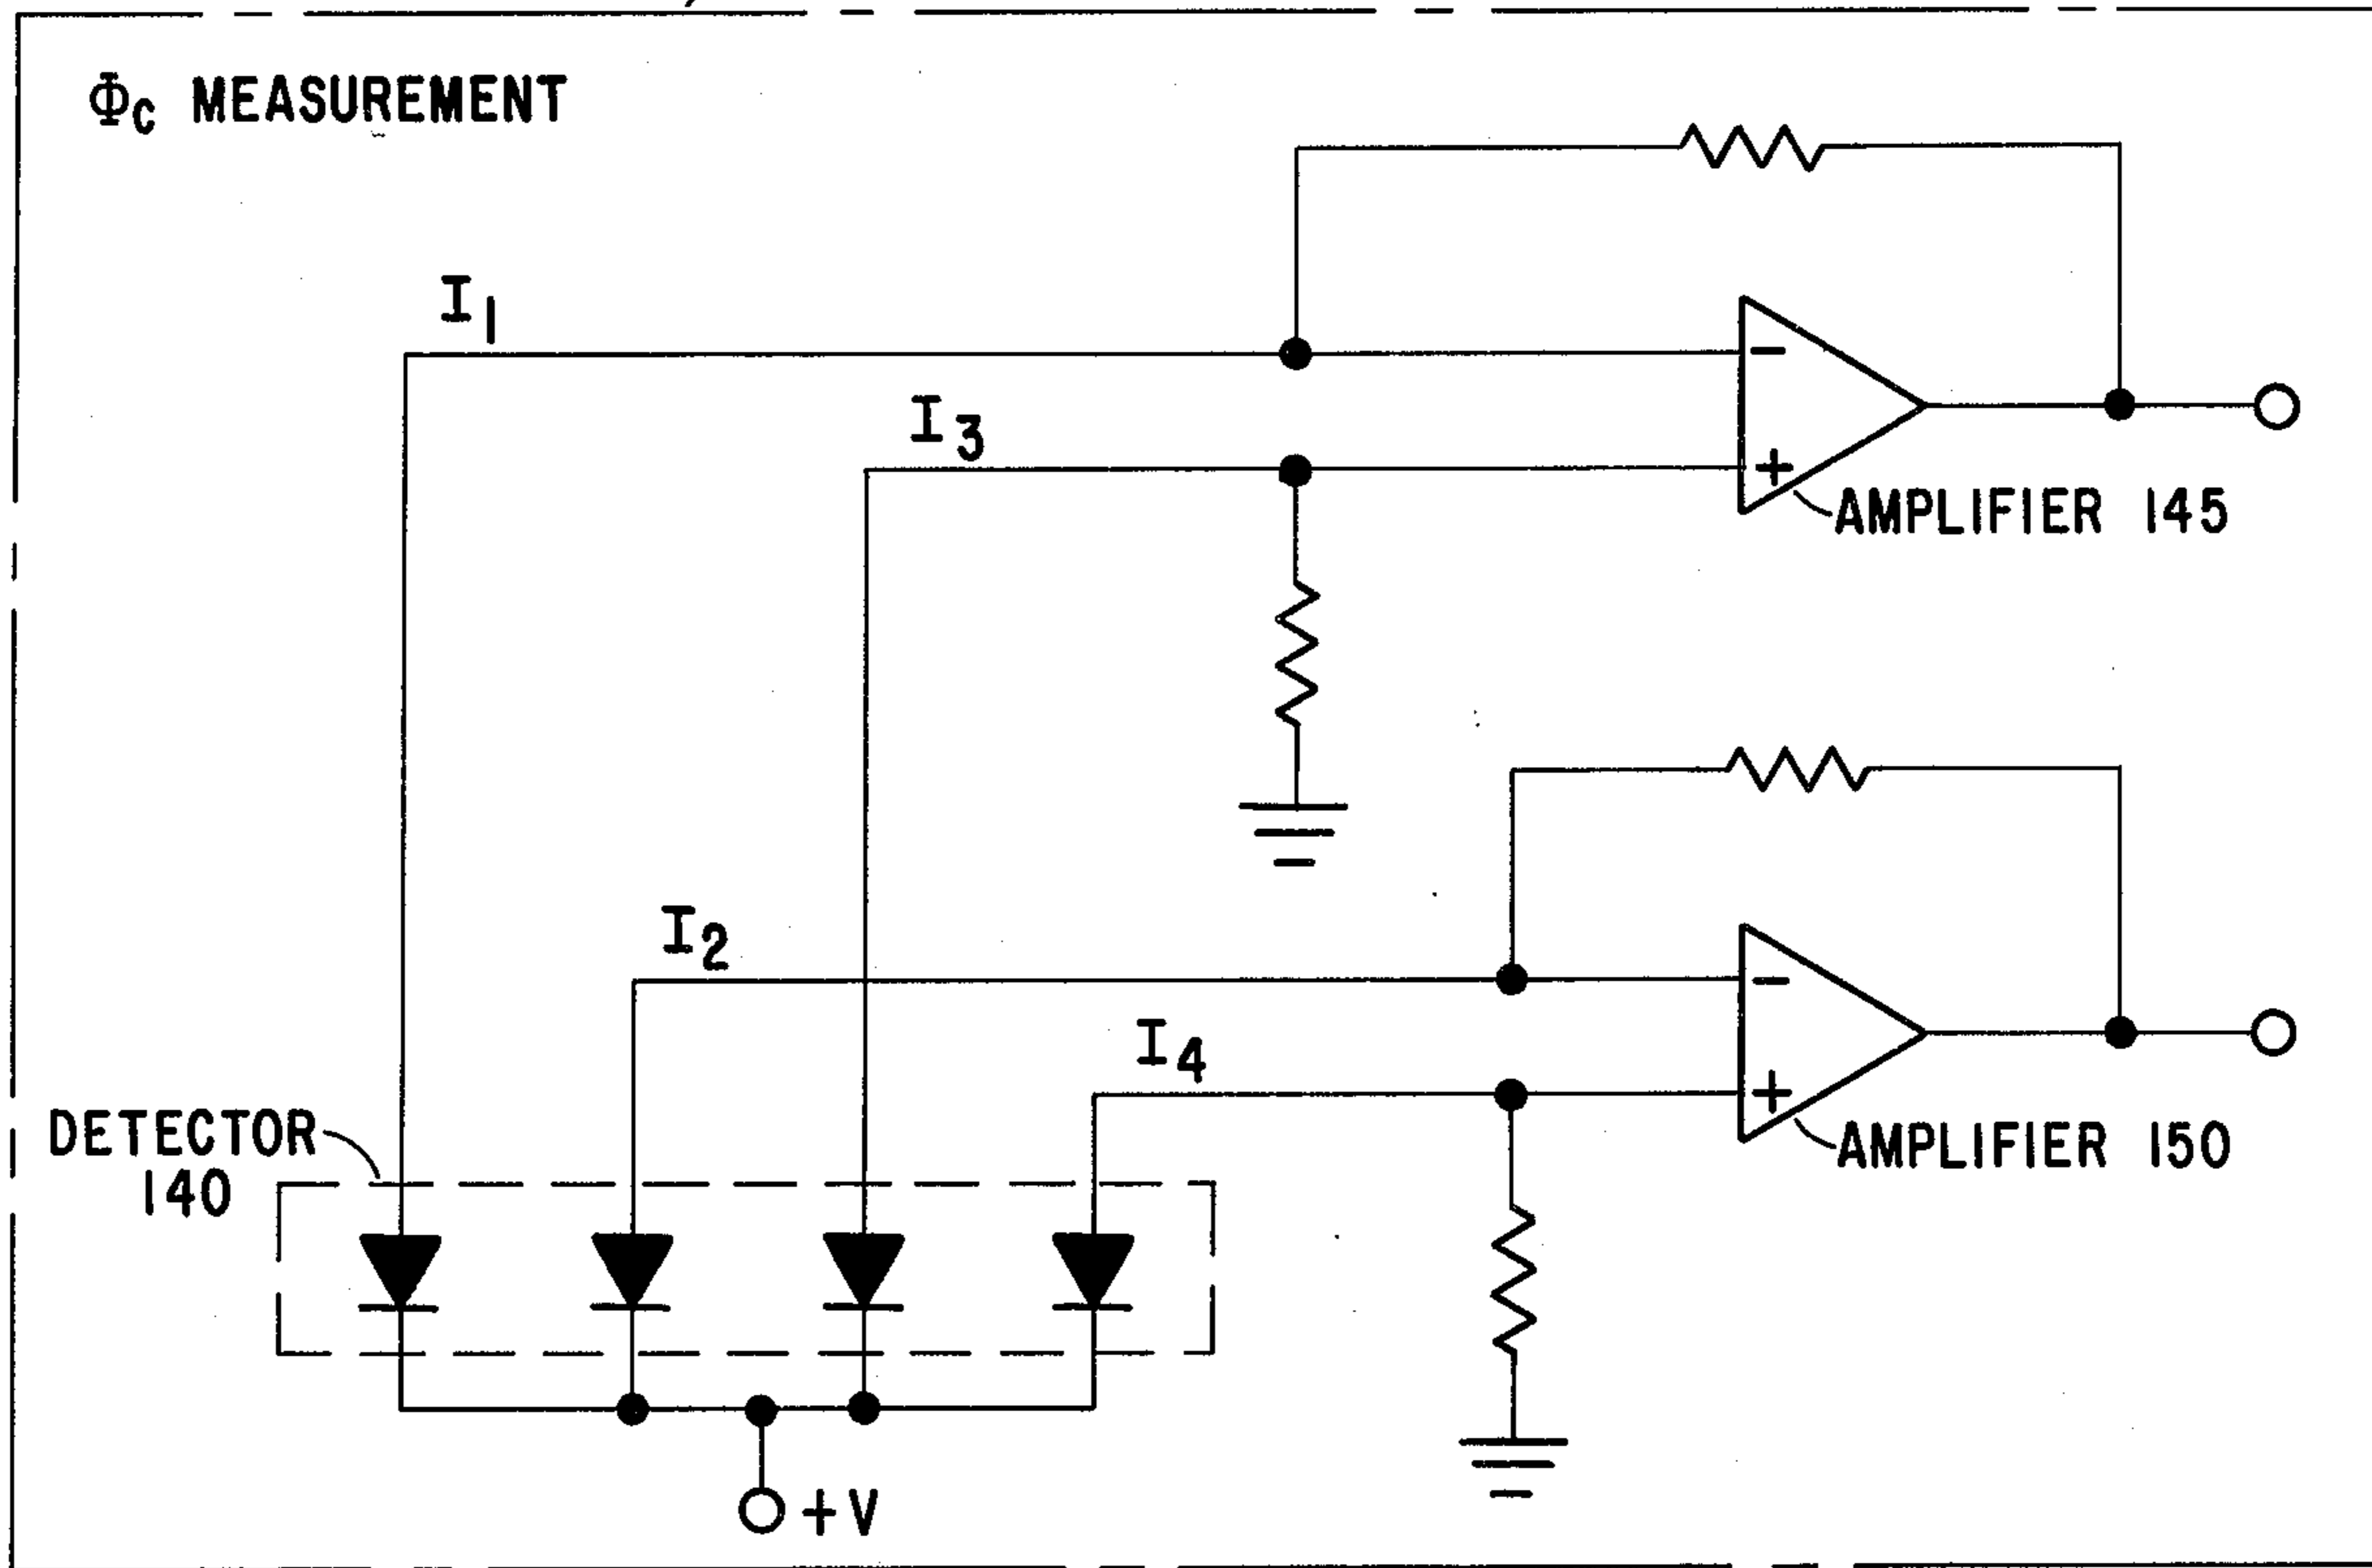 ΦC MEASUREMENT
I1
−
I3
+
AMPLIFIER 145
I2
−
I4
+
DETECTOR
140
AMPLIFIER 150
+V